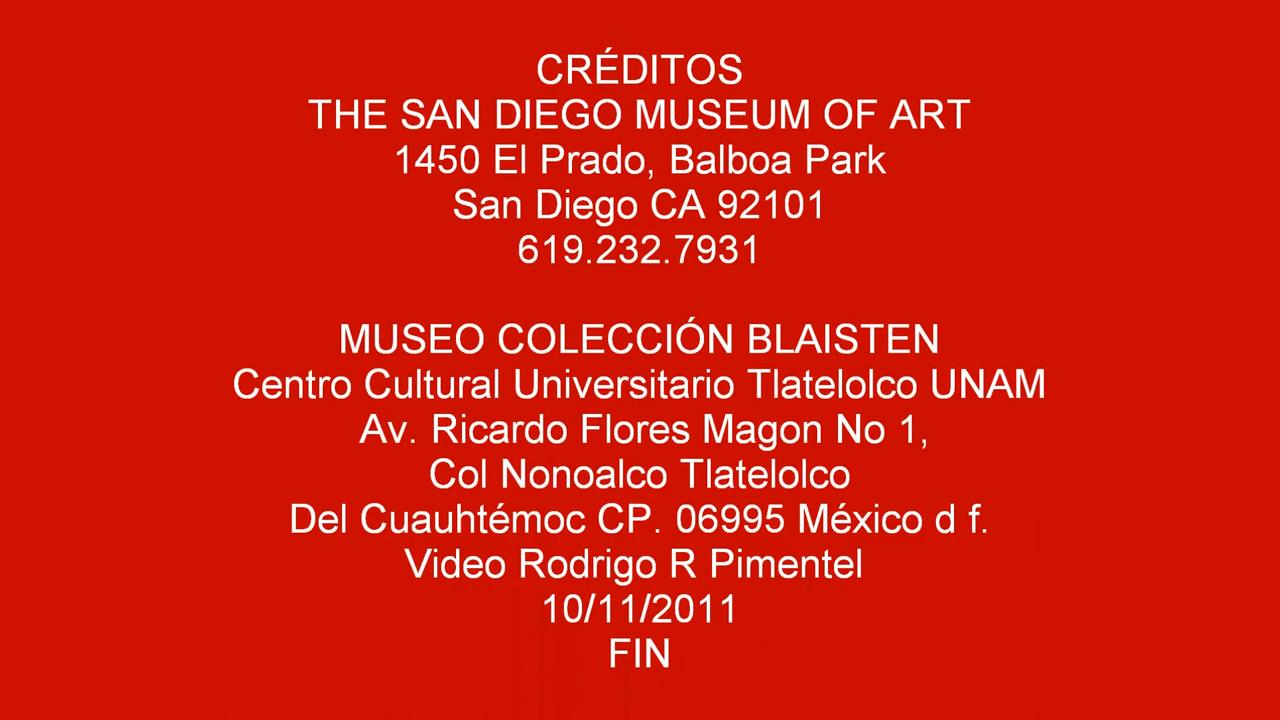 CRÉDITOS
THE SAN DIEGO MUSEUM OF ART
1450 El Prado, Balboa Park
San Diego CA 92101
619.232.7931
MUSEO COLECCIÓN BLAISTEN
Centro Cultural Universitario Tlatelolco UNAM
Av. Ricardo Flores Magon No 1,
Col Nonoalco Tlatelolco
Del Cuauhtémoc CP. 06995 México d f.
Video Rodrigo R Pimentel
10/11/2011
FIN